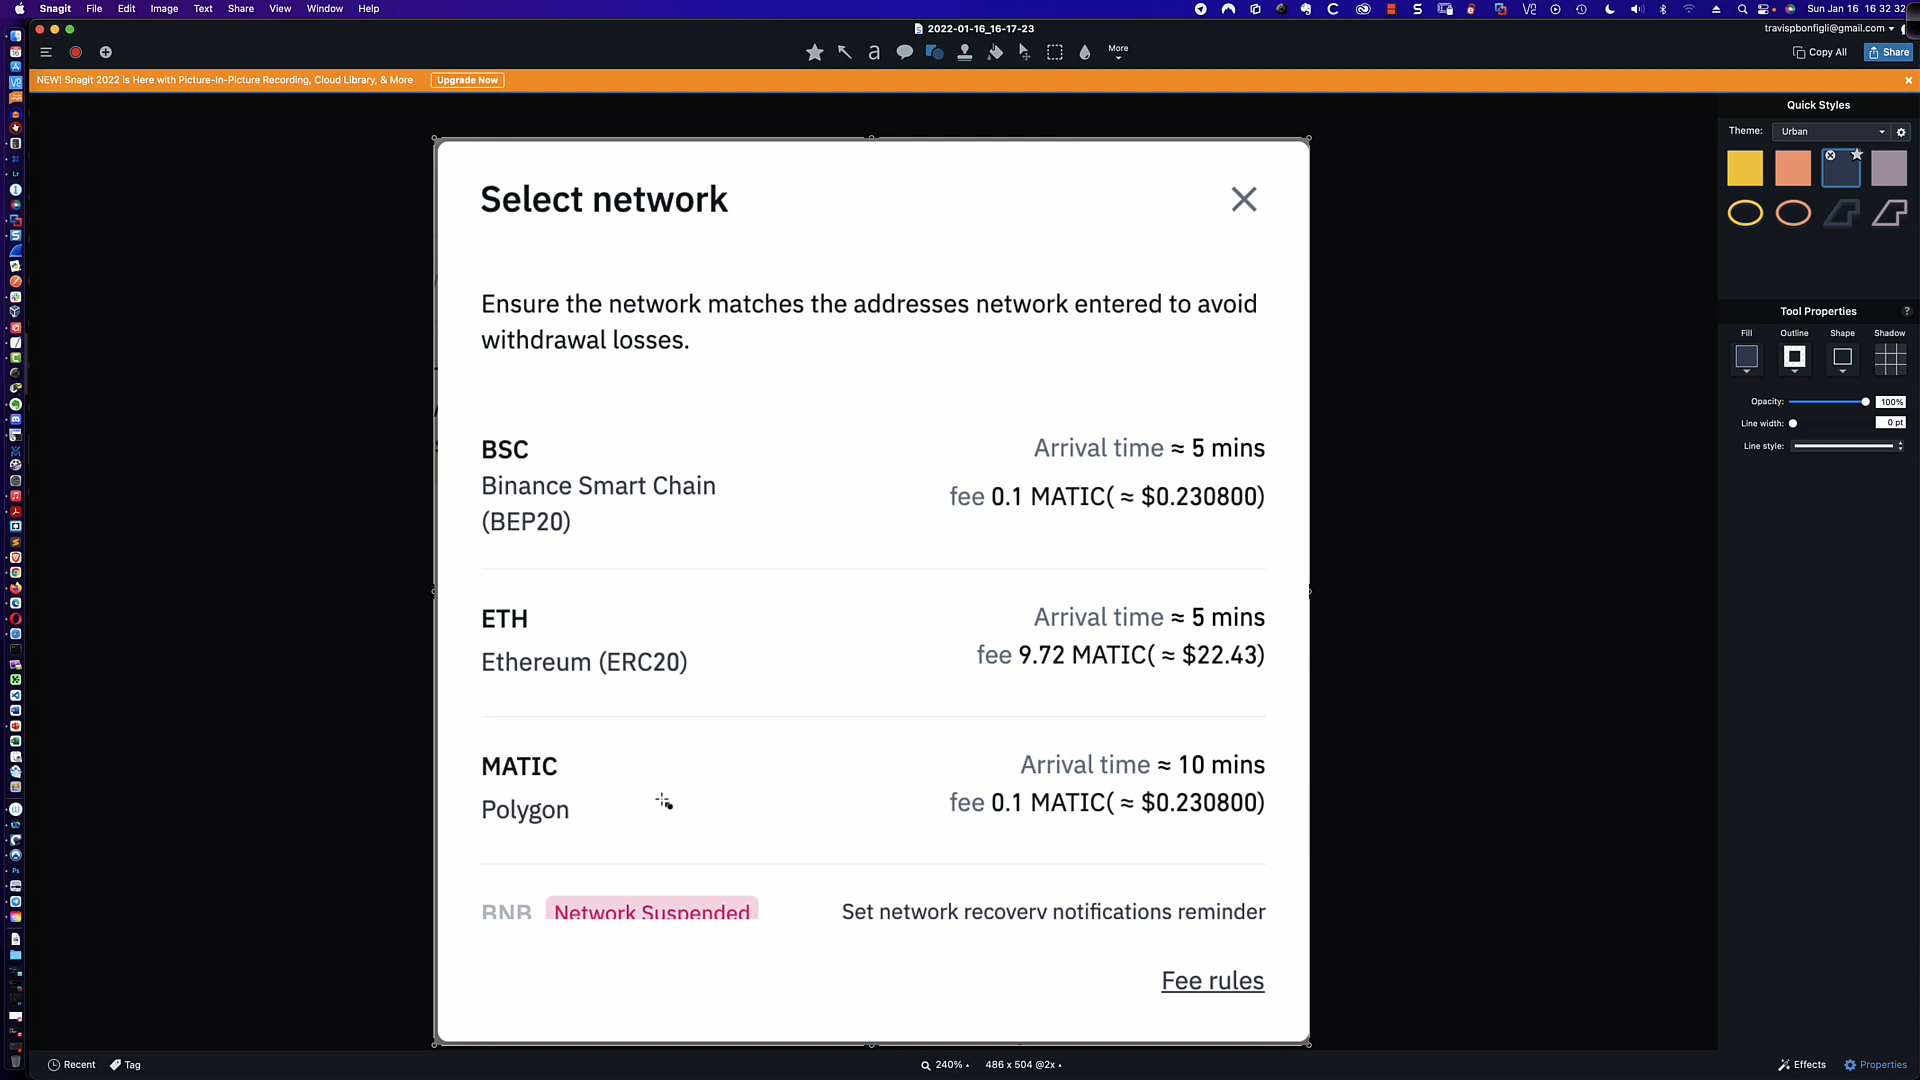 Snagit File Edit Image Text Share View Window Help
Sun Jan 16 16 32 32
2022-01-16_16-17-23
travispbonfigli@gmail.com
a
More
Copy All
Share
NEW! Snagit 2022 is Here with Picture-In-Picture Recording, Cloud Library, & More
Upgrade Now
Quick Styles
Theme: Urban
Select network
Ensure the network matches the addresses network entered to avoid
withdrawal losses.
BSC
Binance Smart Chain
(BEP20)
Arrival time ≈ 5 mins
fee 0.1 MATIC( ≈ $0.230800)
ETH
Ethereum (ERC20)
Arrival time ≈ 5 mins
fee 9.72 MATIC( ≈ $22.43)
MATIC
Polygon
Arrival time ≈ 10 mins
fee 0.1 MATIC( ≈ $0.230800)
BNB Network Suspended
Set network recovery notifications reminder
Fee rules
Tool Properties
?
Fill Outline Shape Shadow
Opacity: 100%
Line width: 0 pt
Line style:
Recent
Tag
240%
486 x 504 @2x
Effects
Properties